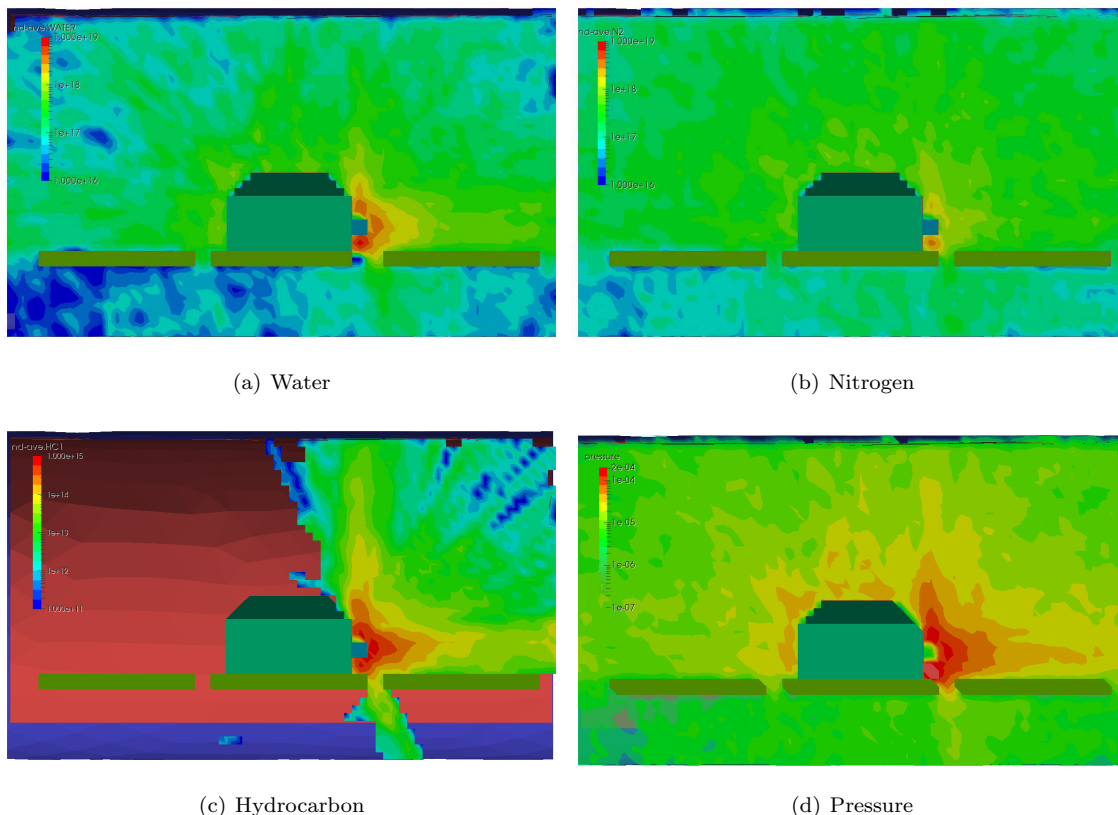 nd-ave.WATER
1.000e+19
1e+18
1e+17
1.000e+16
(a) Water
nd-ave.N2
1.000e+19
1e+18
1e+17
1.000e+16
(b) Nitrogen
nd-ave.HC1
1.000e+15
1e+14
1e+13
1e+12
1.000e+11
(c) Hydrocarbon
pressure
2e-04
1e-04
1e-05
1e-06
1e-07
(d) Pressure